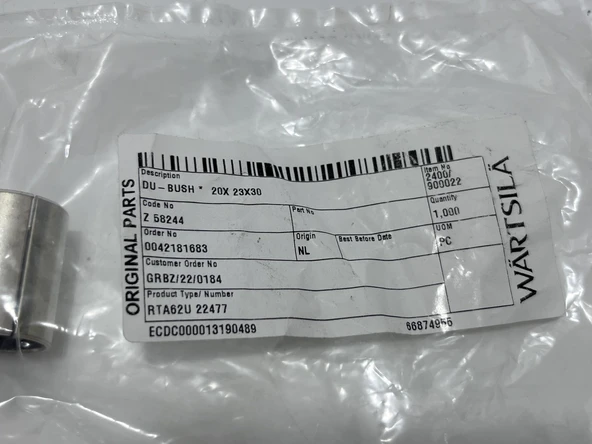 ORIGINAL PARTS
Description
DU-BUSH * 20X 23X30
Item No
2400/
900022
Code No
Z 58244
Part No
Quantity
1,000
Order No
0042181683
Origin
NL
Best Before Date
UOM
PC
Customer Order No
GRBZ/22/0184
Product Type/ Number
RTA62U 22477
ECDC000013190489
WÄRTSILÄ